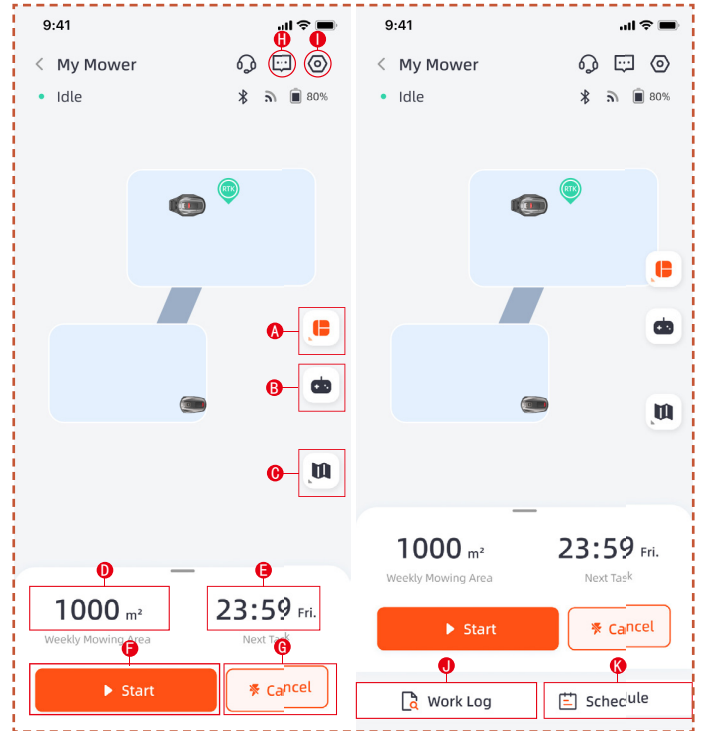 9:41
H I
My Mower
Idle
80%
RTK
A
B
C
D E
1000 m² 23:59 Fri.
Weekly Mowing Area Next Task
F G
Start Cancel
9:41
My Mower
Idle
80%
RTK
1000 m² 23:59 Fri.
Weekly Mowing Area Next Task
Start Cancel
J K
Work Log Schedule